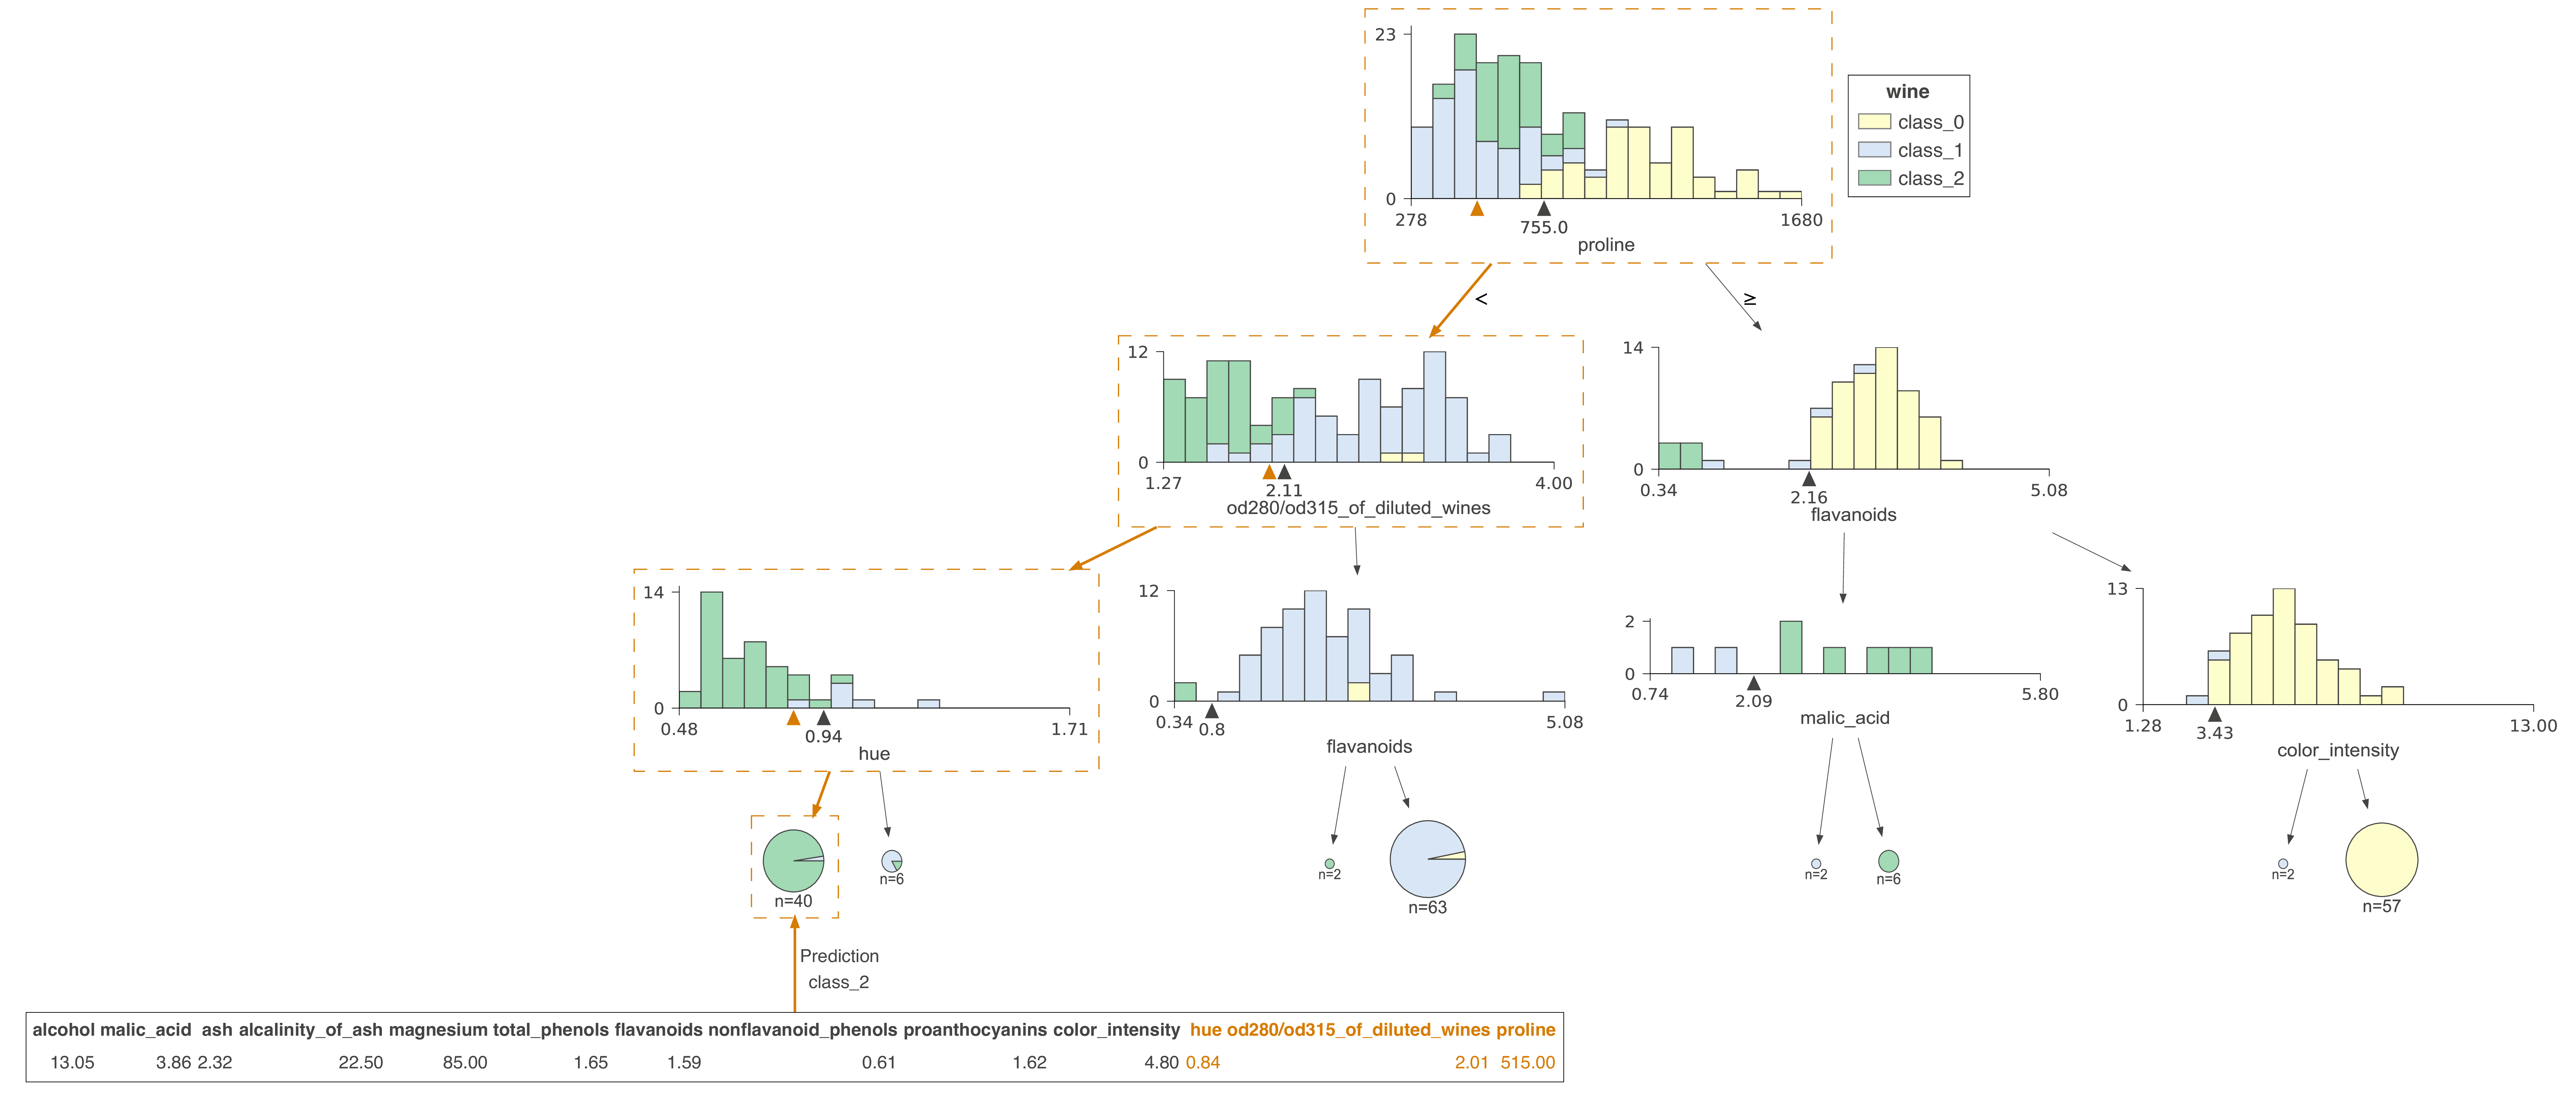 23
0
278
755.0
1680
proline
wine
class_0
class_1
class_2
<
≥
12
0
1.27
2.11
4.00
od280/od315_of_diluted_wines
14
0
0.34
2.16
5.08
flavanoids
14
0
0.48
0.94
1.71
hue
12
0
0.34
0.8
5.08
flavanoids
2
0
0.74
2.09
5.80
malic_acid
13
0
1.28
3.43
13.00
color_intensity
n=40
n=6
n=2
n=63
n=2
n=6
n=2
n=57
Prediction
class_2
alcohol malic_acid ash alcalinity_of_ash magnesium total_phenols flavanoids nonflavanoid_phenols proanthocyanins color_intensity hue od280/od315_of_diluted_wines proline
13.05 3.86 2.32 22.50 85.00 1.65 1.59 0.61 1.62 4.80 0.84 2.01 515.00